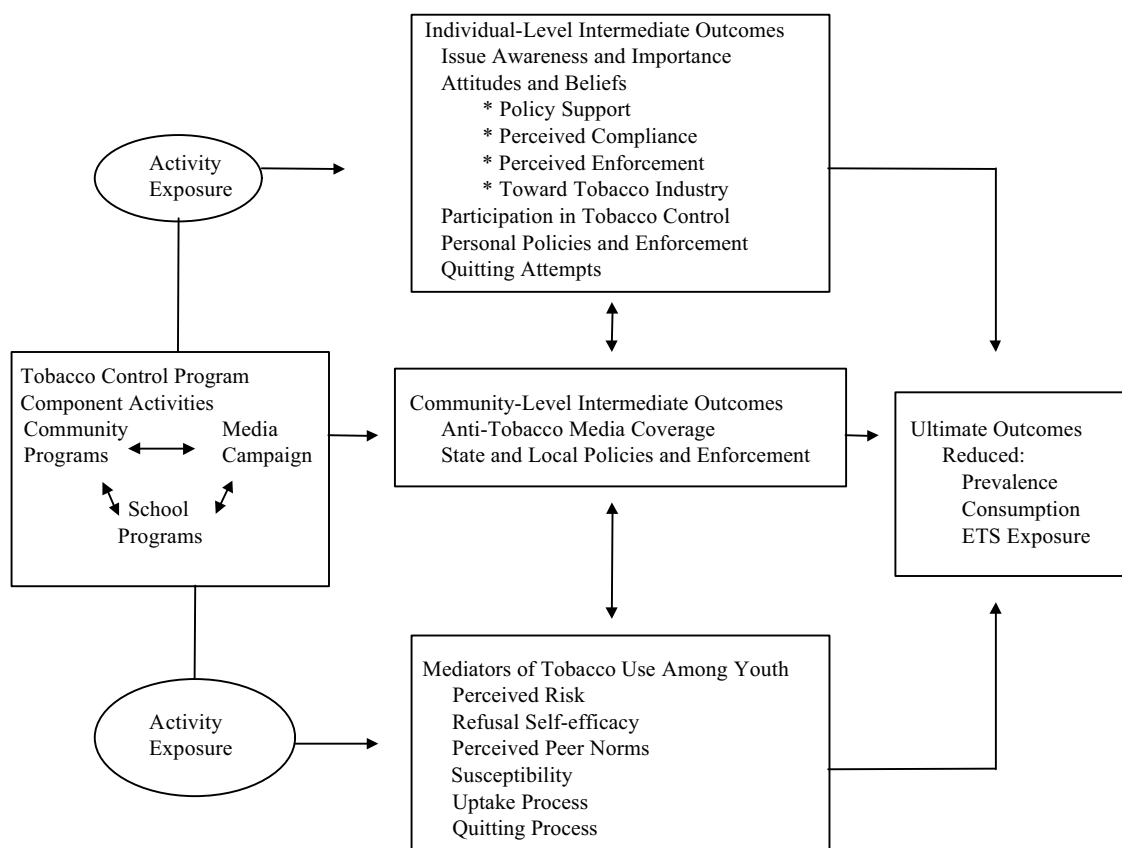 Individual-Level Intermediate Outcomes
Issue Awareness and Importance
Attitudes and Beliefs
* Policy Support
* Perceived Compliance
* Perceived Enforcement
* Toward Tobacco Industry
Participation in Tobacco Control
Personal Policies and Enforcement
Quitting Attempts
Activity
Exposure
Tobacco Control Program
Component Activities
Community
Programs
Media
Campaign
School
Programs
Community-Level Intermediate Outcomes
Anti-Tobacco Media Coverage
State and Local Policies and Enforcement
Ultimate Outcomes
Reduced:
Prevalence
Consumption
ETS Exposure
Activity
Exposure
Mediators of Tobacco Use Among Youth
Perceived Risk
Refusal Self-efficacy
Perceived Peer Norms
Susceptibility
Uptake Process
Quitting Process